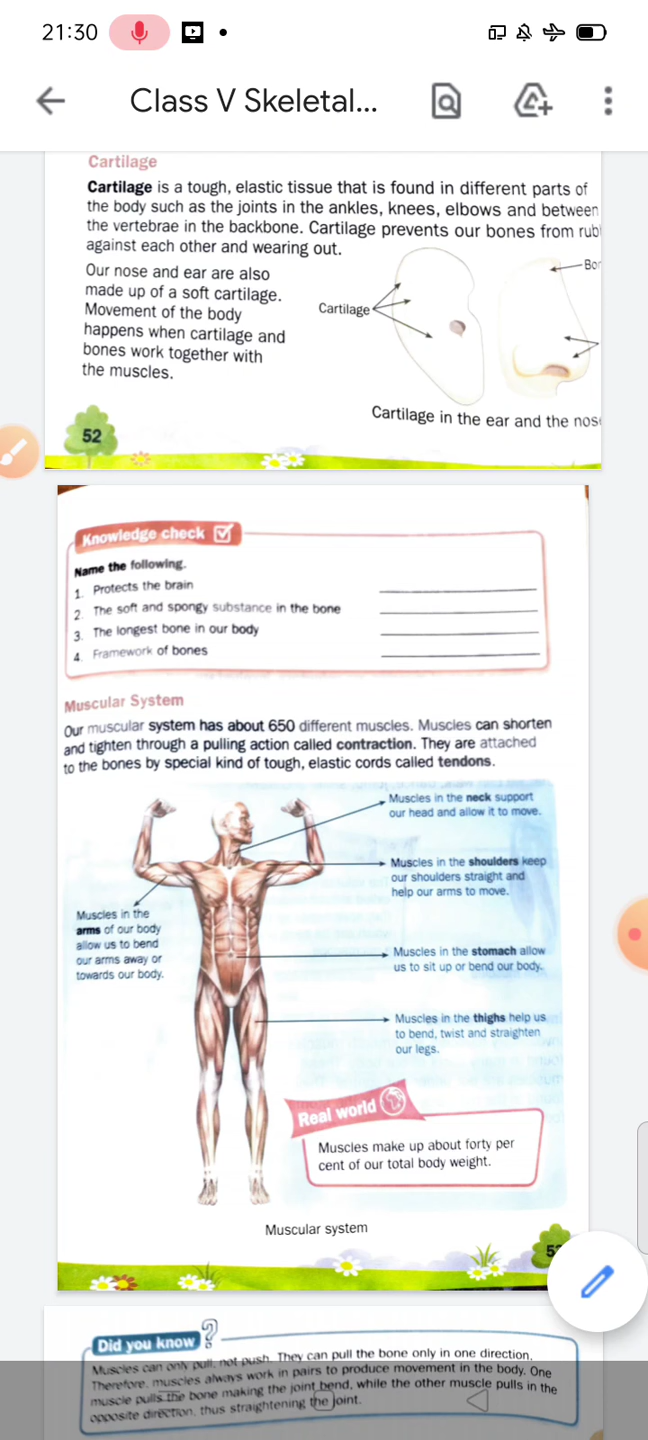 21:30
Class V Skeletal...
Cartilage
Cartilage is a tough, elastic tissue that is found in different parts of
the body such as the joints in the ankles, knees, elbows and between
the vertebrae in the backbone. Cartilage prevents our bones from rub
against each other and wearing out.
Our nose and ear are also
made up of a soft cartilage.
Movement of the body
happens when cartilage and
bones work together with
the muscles.
Cartilage
Bon
Cartilage in the ear and the nose
52
Knowledge check
Name the following.
1. Protects the brain
2. The soft and spongy substance in the bone
3. The longest bone in our body
4. Framework of bones
Muscular System
Our muscular system has about 650 different muscles. Muscles can shorten
and tighten through a pulling action called contraction. They are attached
to the bones by special kind of tough, elastic cords called tendons.
Muscles in the neck support
our head and allow it to move.
Muscles in the shoulders keep
our shoulders straight and
help our arms to move.
Muscles in the
arms of our body
allow us to bend
our arms away or
towards our body.
Muscles in the stomach allow
us to sit up or bend our body.
Muscles in the thighs help us
to bend, twist and straighten
our legs.
Real world
Muscles make up about forty per
cent of our total body weight.
Muscular system
Did you know ?
Muscles can only pull, not push. They can pull the bone only in one direction.
Therefore, muscles always work in pairs to produce movement in the body. One
muscle pulls the bone making the joint bend, while the other muscle pulls in the
opposite direction, thus straightening the joint.